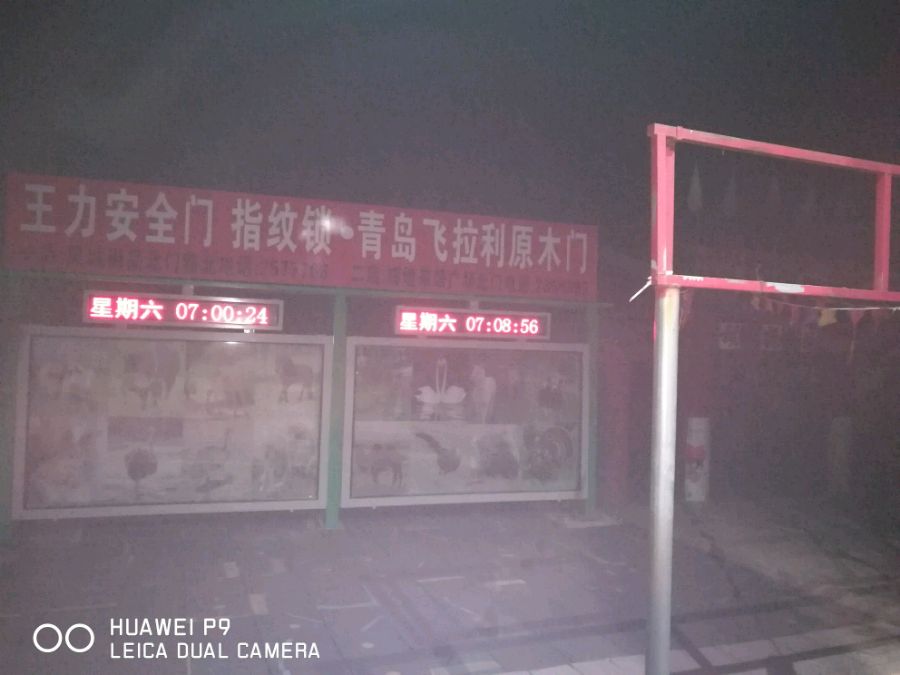 王力安全门 指纹锁 青岛飞拉利原木门
星期六 07:00:24
星期六 07:08:56
HUAWEI P9
LEICA DUAL CAMERA